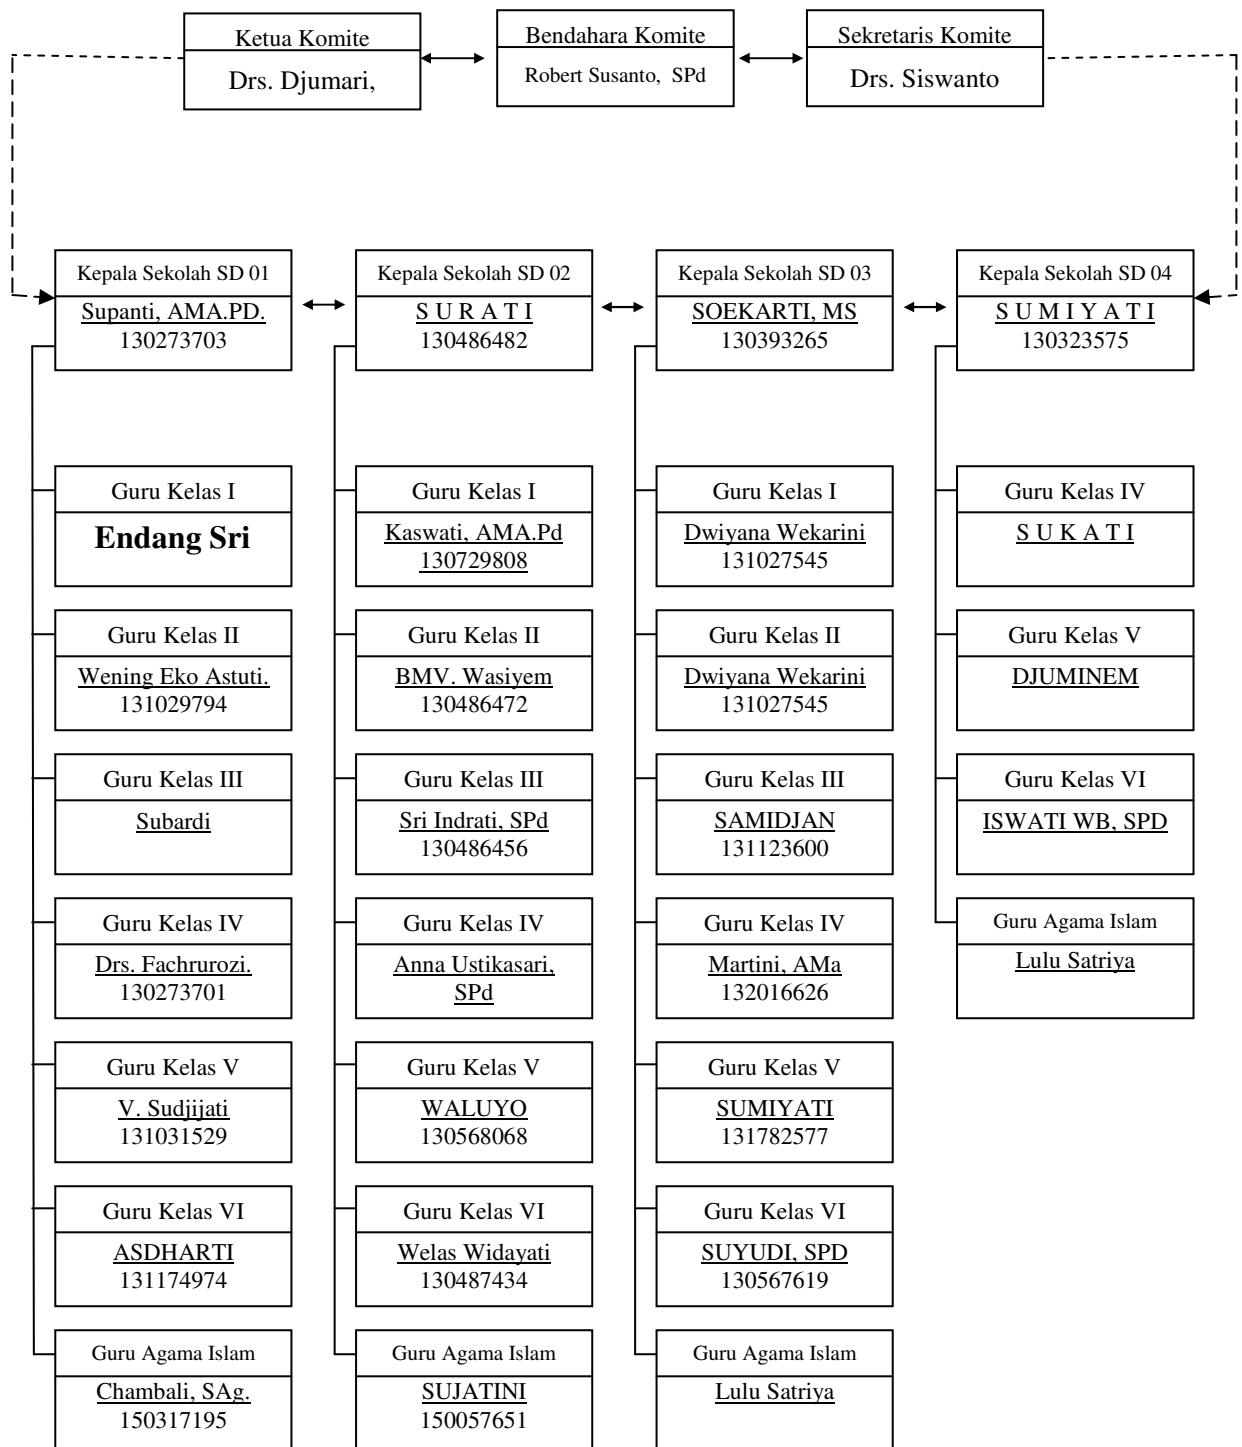 Ketua Komite
Drs. Djumari,
Bendahara Komite
Robert Susanto, SPd
Sekretaris Komite
Drs. Siswanto
Kepala Sekolah SD 01
Supanti, AMA.PD.
130273703
Kepala Sekolah SD 02
S U R A T I
130486482
Kepala Sekolah SD 03
SOEKARTI, MS
130393265
Kepala Sekolah SD 04
S U M I Y A T I
130323575
Guru Kelas I
Endang Sri
Guru Kelas I
Kaswati, AMA.Pd
130729808
Guru Kelas I
Dwiyana Wekarini
131027545
Guru Kelas IV
S U K A T I
Guru Kelas II
Wening Eko Astuti.
131029794
Guru Kelas II
BMV. Wasiyem
130486472
Guru Kelas II
Dwiyana Wekarini
131027545
Guru Kelas V
DJUMINEM
Guru Kelas III
Subardi
Guru Kelas III
Sri Indrati, SPd
130486456
Guru Kelas III
SAMIDJAN
131123600
Guru Kelas VI
ISWATI WB, SPD
Guru Kelas IV
Drs. Fachrurozi.
130273701
Guru Kelas IV
Anna Ustikasari,
SPd
Guru Kelas IV
Martini, AMa
132016626
Guru Agama Islam
Lulu Satriya
Guru Kelas V
V. Sudjijati
131031529
Guru Kelas V
WALUYO
130568068
Guru Kelas V
SUMIYATI
131782577
Guru Kelas VI
ASDHARTI
131174974
Guru Kelas VI
Welas Widayati
130487434
Guru Kelas VI
SUYUDI, SPD
130567619
Guru Agama Islam
Chambali, SAg.
150317195
Guru Agama Islam
SUJATINI
150057651
Guru Agama Islam
Lulu Satriya